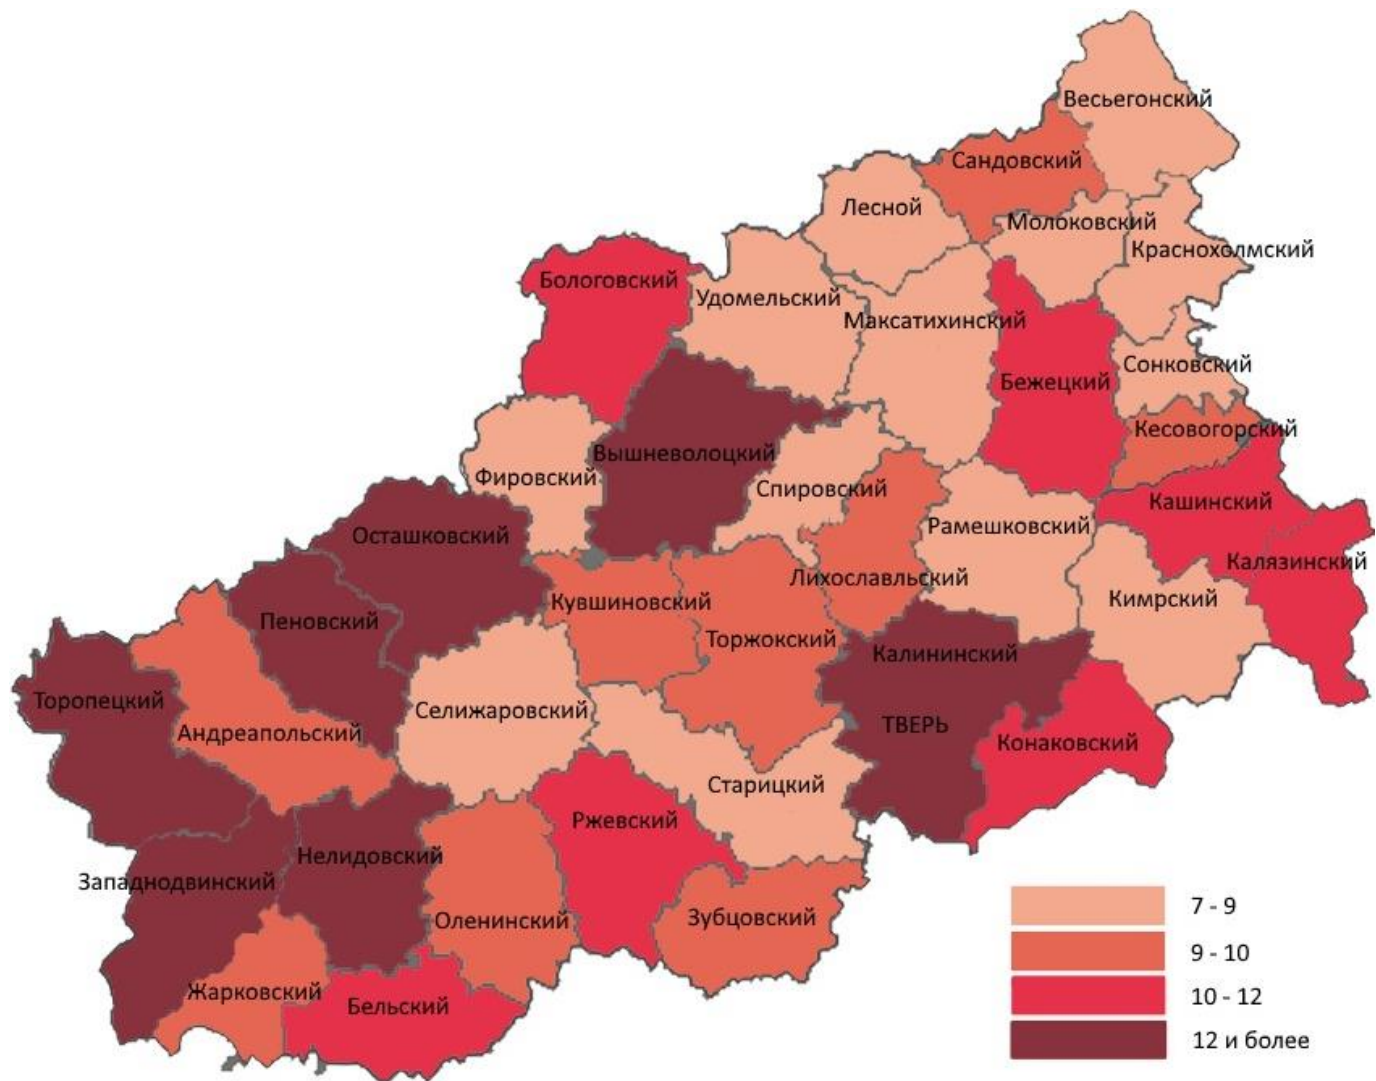 Весьегонский
Сандовский
Лесной
Молоковский
Краснохолмский
Бологовский
Удомельский
Максатихинский
Сонковский
Бежецкий
Кесовогорский
Вышневолоцкий
Фировский
Спировский
Кашинский
Рамешковский
Осташковский
Калязинский
Лихославльский
Кимрский
Кувшиновский
Пеновский
Торжокский
Калининский
Торопецкий
Селижаровский
ТВЕРЬ
Андреапольский
Конаковский
Старицкий
Ржевский
Нелидовский
Западнодвинский
Зубцовский
Оленинский
Жарковский
Бельский
7 - 9
9 - 10
10 - 12
12 и более